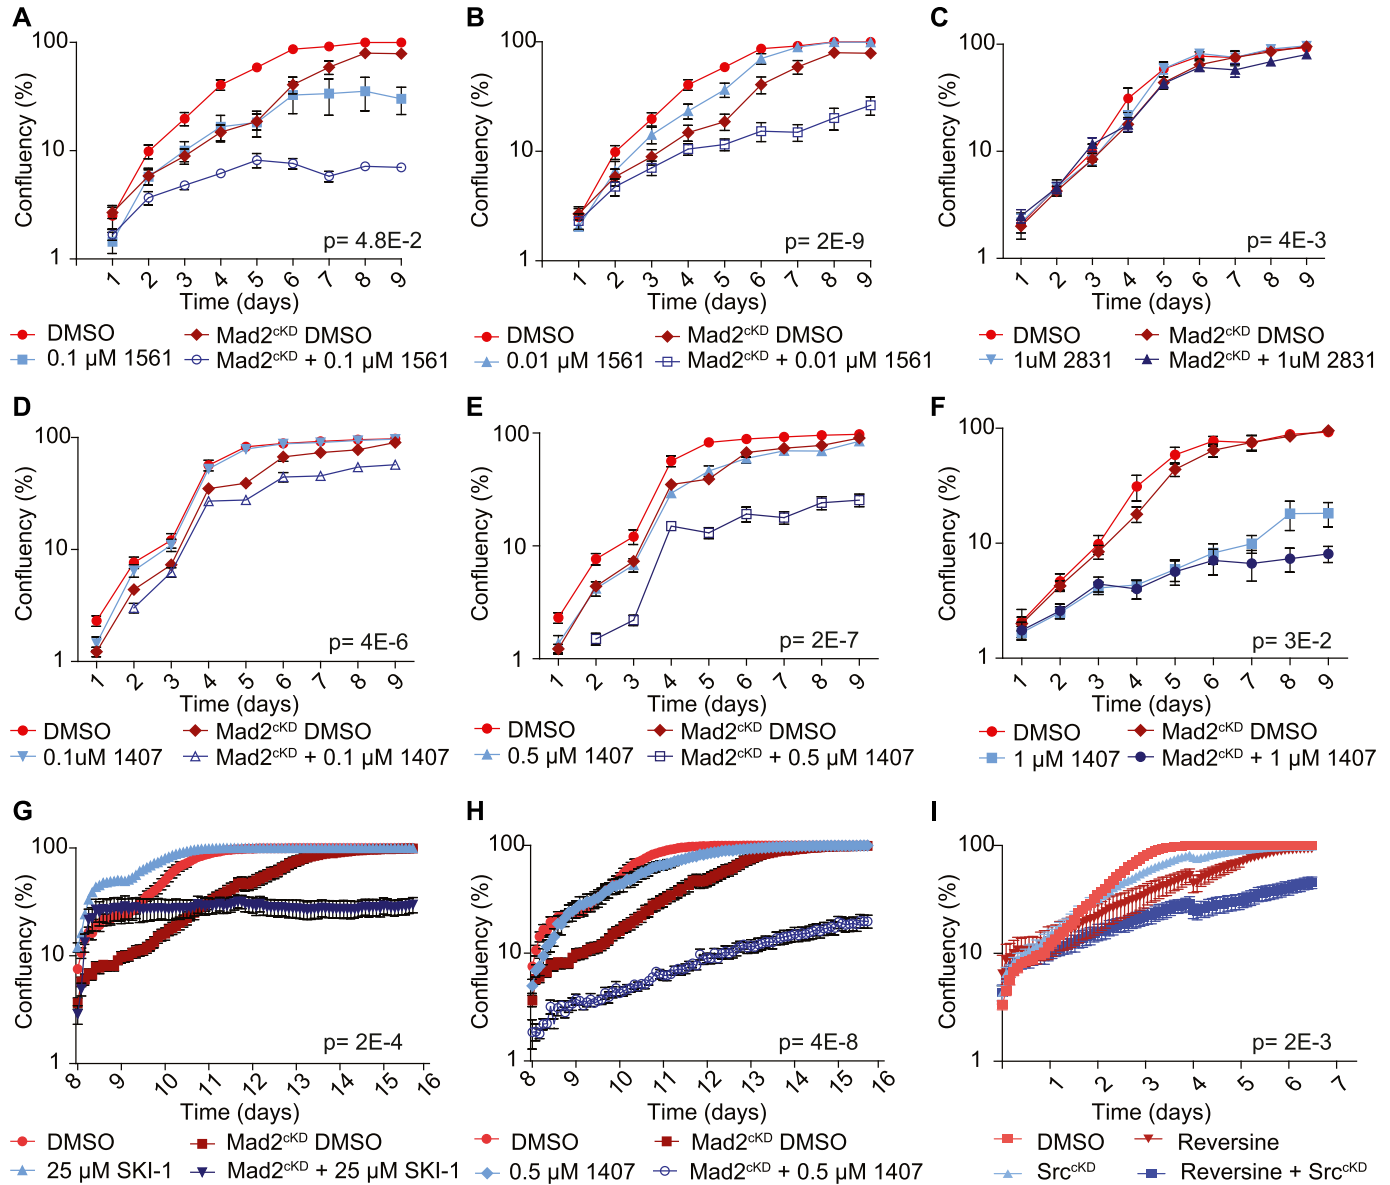 A
B
C
Confluency (%)
100
10
1
p= 4.8E-2
1 2 3 4 5 6 7 8 9
Time (days)
DMSO
Mad2cKD DMSO
0.1 µM 1561
Mad2cKD + 0.1 µM 1561
Confluency (%)
100
10
1
p= 2E-9
1 2 3 4 5 6 7 8 9
Time (days)
DMSO
Mad2cKD DMSO
0.01 µM 1561
Mad2cKD + 0.01 µM 1561
Confluency (%)
100
10
1
p= 4E-3
1 2 3 4 5 6 7 8 9
Time (days)
DMSO
Mad2cKD DMSO
1uM 2831
Mad2cKD + 1uM 2831
D
E
F
Confluency (%)
100
10
1
p= 4E-6
1 2 3 4 5 6 7 8 9
Time (days)
DMSO
Mad2cKD DMSO
0.1uM 1407
Mad2cKD + 0.1 µM 1407
Confluency (%)
100
10
1
p= 2E-7
1 2 3 4 5 6 7 8 9
Time (days)
DMSO
Mad2cKD DMSO
0.5 µM 1407
Mad2cKD + 0.5 µM 1407
Confluency (%)
100
10
1
p= 3E-2
1 2 3 4 5 6 7 8 9
Time (days)
DMSO
Mad2cKD DMSO
1 µM 1407
Mad2cKD + 1 µM 1407
G
H
I
Confluency (%)
100
10
1
p= 2E-4
8 9 10 11 12 13 14 15 16
Time (days)
DMSO
Mad2cKD DMSO
25 µM SKI-1
Mad2cKD + 25 µM SKI-1
Confluency (%)
100
10
1
p= 4E-8
8 9 10 11 12 13 14 15 16
Time (days)
DMSO
Mad2cKD DMSO
0.5 µM 1407
Mad2cKD + 0.5 µM 1407
Confluency (%)
100
10
1
p= 2E-3
1 2 3 4 5 6 7
Time (days)
DMSO
Reversine
SrccKD
Reversine + SrccKD